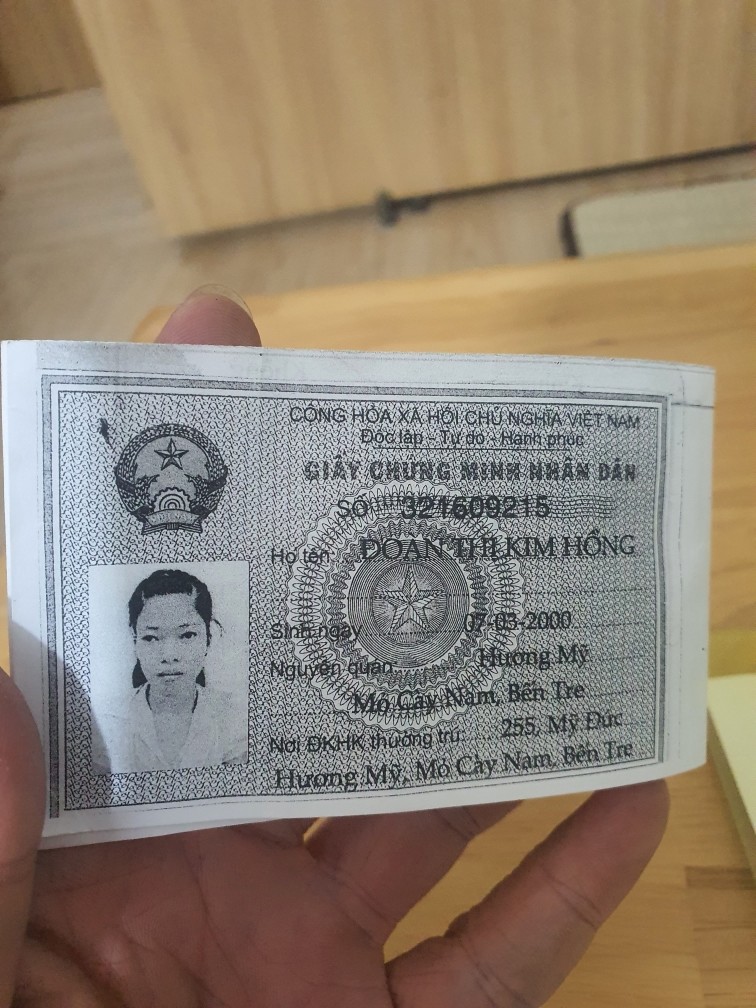 CỘNG HÒA XÃ HỘI CHỦ NGHĨA VIỆT NAM
Độc lập - Tự do - Hạnh phúc
GIẤY CHỨNG MINH NHÂN DÂN
SỐ 321609215
Họ tên: ĐOÀN THỊ KIM HỒNG
Sinh ngày 07-03-2000
Nguyên quán: Hương Mỹ
Mỏ Cày Nam, Bến Tre
Nơi ĐKHK thường trú: 255, Mỹ Đức
Hương Mỹ, Mỏ Cày Nam, Bến Tre